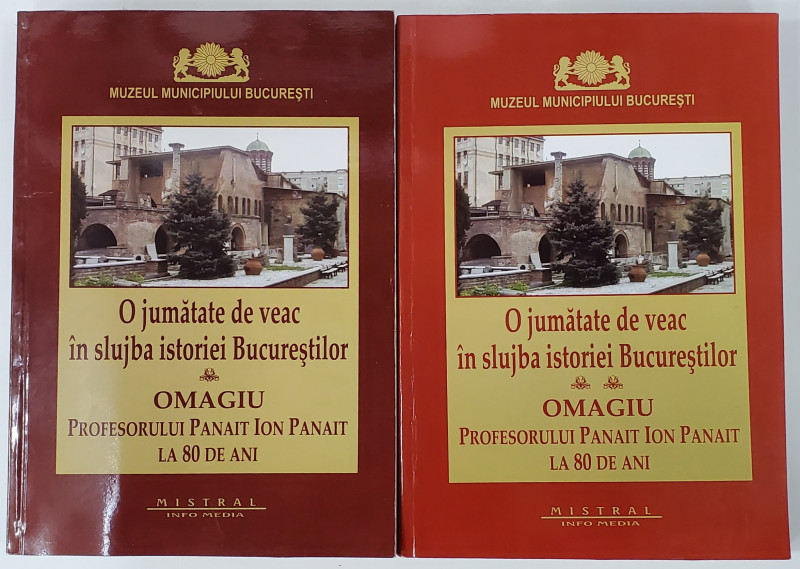 MUZEUL MUNICIPIULUI BUCUREȘTI
O jumătate de veac
în slujba istoriei Bucureştilor
OMAGIU
PROFESORULUI PANAIT ION PANAIT
LA 80 DE ANI
MISTRAL
INFO MEDIA
MUZEUL MUNICIPIULUI BUCUREȘTI
O jumătate de veac
în slujba istoriei Bucureştilor
OMAGIU
PROFESORULUI PANAIT ION PANAIT
LA 80 DE ANI
MISTRAL
INFO MEDIA